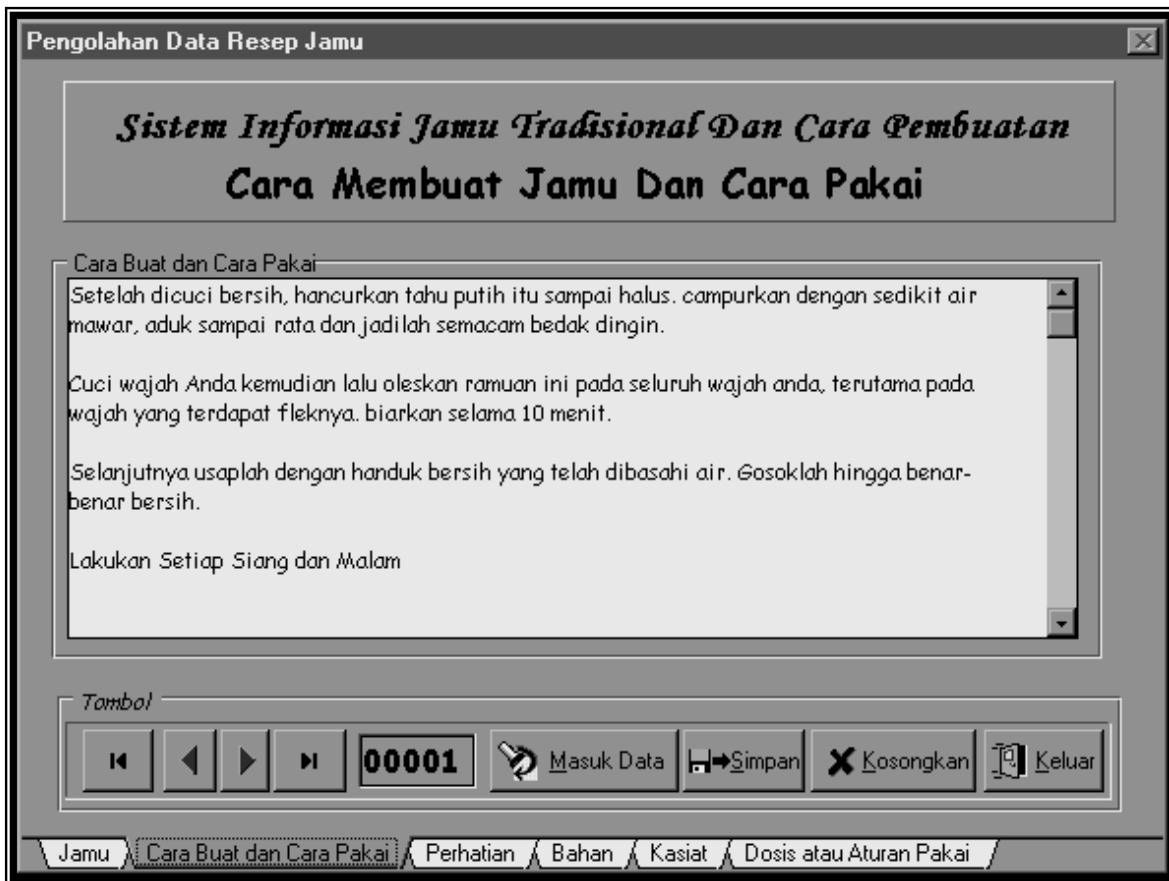 Pengolahan Data Resep Jamu
Sistem Informasi Jamu Tradisional Dan Cara Pembuatan
Cara Membuat Jamu Dan Cara Pakai
Cara Buat dan Cara Pakai
Setelah dicuci bersih, hancurkan tahu putih itu sampai halus. campurkan dengan sedikit air
mawar, aduk sampai rata dan jadilah semacam bedak dingin.
Cuci wajah Anda kemudian lalu oleskan ramuan ini pada seluruh wajah anda, terutama pada
wajah yang terdapat fleknya. biarkan selama 10 menit.
Selanjutnya usaplah dengan handuk bersih yang telah dibasahi air. Gosoklah hingga benar-
benar bersih.
Lakukan Setiap Siang dan Malam
Tombol
00001 Masuk Data Simpan Kosongkan Keluar
Jamu Cara Buat dan Cara Pakai Perhatian Bahan Kasiat Dosis atau Aturan Pakai